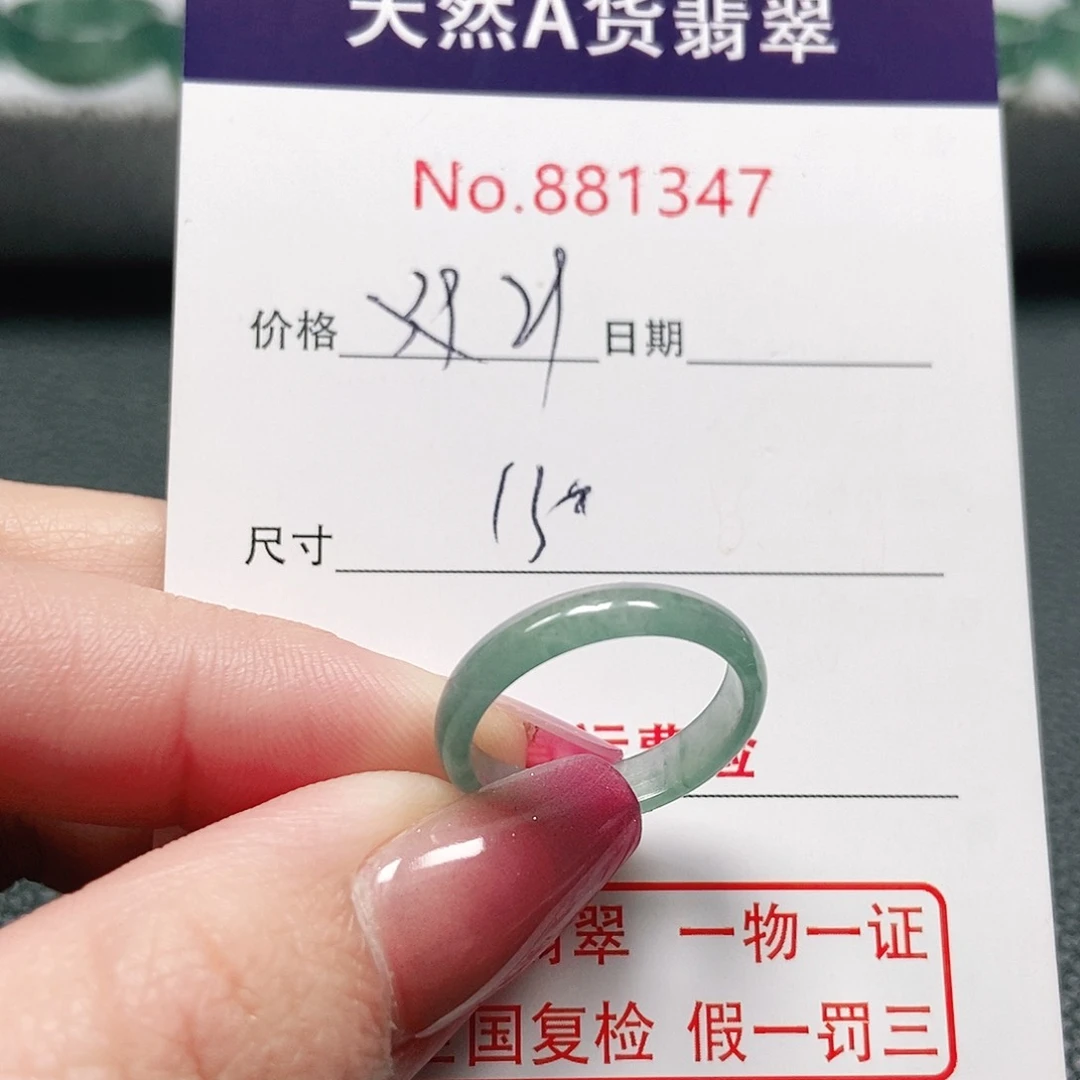 天然A货翡翠
No.881347
价格 日期
尺寸 13
翠 一物一证
国复检 假一罚三